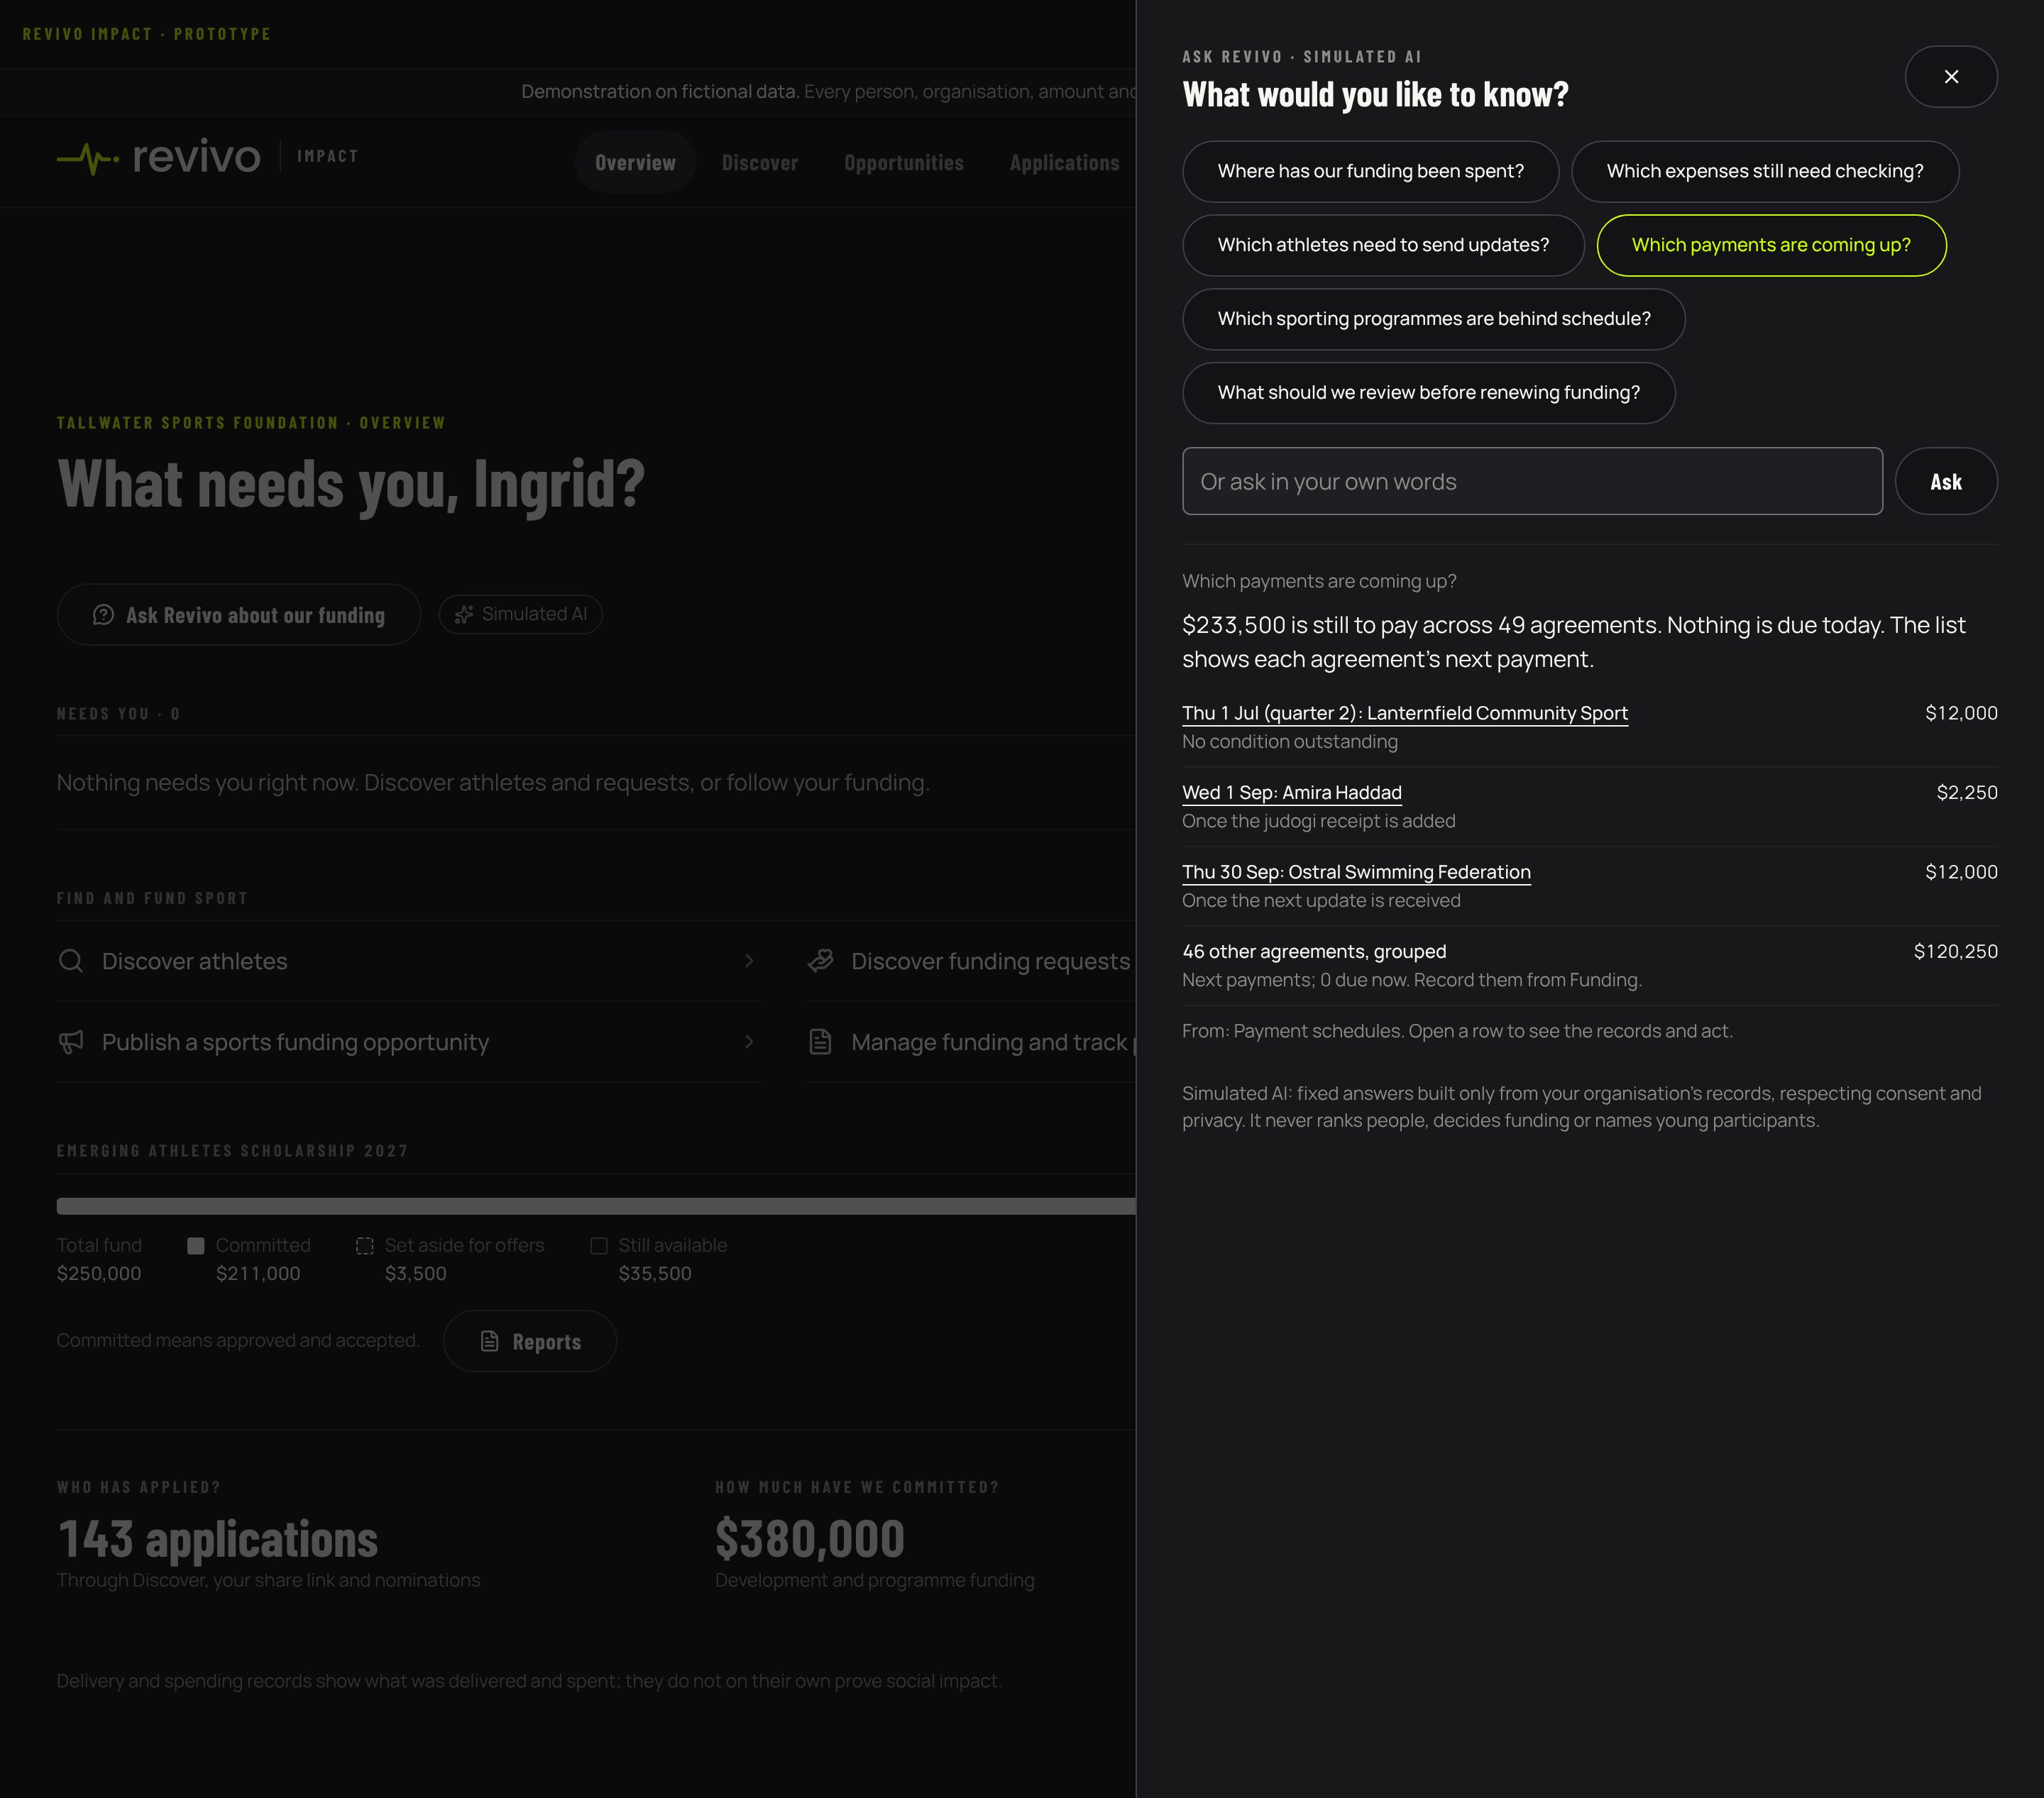 REVIVO IMPACT · PROTOTYPE
Demonstration on fictional data. Every person, organisation, amount and
revivo
IMPACT
Overview
Discover
Opportunities
Applications
TALLWATER SPORTS FOUNDATION · OVERVIEW
What needs you, Ingrid?
Ask Revivo about our funding
Simulated AI
NEEDS YOU · 0
Nothing needs you right now. Discover athletes and requests, or follow your funding.
FIND AND FUND SPORT
Discover athletes
Discover funding requests
Publish a sports funding opportunity
Manage funding and track
EMERGING ATHLETES SCHOLARSHIP 2027
Total fund
$250,000
Committed
$211,000
Set aside for offers
$3,500
Still available
$35,500
Committed means approved and accepted.
Reports
WHO HAS APPLIED?
143 applications
Through Discover, your share link and nominations
HOW MUCH HAVE WE COMMITTED?
$380,000
Development and programme funding
Delivery and spending records show what was delivered and spent; they do not on their own prove social impact.
ASK REVIVO · SIMULATED AI
What would you like to know?
Where has our funding been spent?
Which expenses still need checking?
Which athletes need to send updates?
Which payments are coming up?
Which sporting programmes are behind schedule?
What should we review before renewing funding?
Or ask in your own words
Ask
Which payments are coming up?
$233,500 is still to pay across 49 agreements. Nothing is due today. The list
shows each agreement’s next payment.
Thu 1 Jul (quarter 2): Lanternfield Community Sport
$12,000
No condition outstanding
Wed 1 Sep: Amira Haddad
$2,250
Once the judogi receipt is added
Thu 30 Sep: Ostral Swimming Federation
$12,000
Once the next update is received
46 other agreements, grouped
$120,250
Next payments; 0 due now. Record them from Funding.
From: Payment schedules. Open a row to see the records and act.
Simulated AI: fixed answers built only from your organisation’s records, respecting consent and
privacy. It never ranks people, decides funding or names young participants.